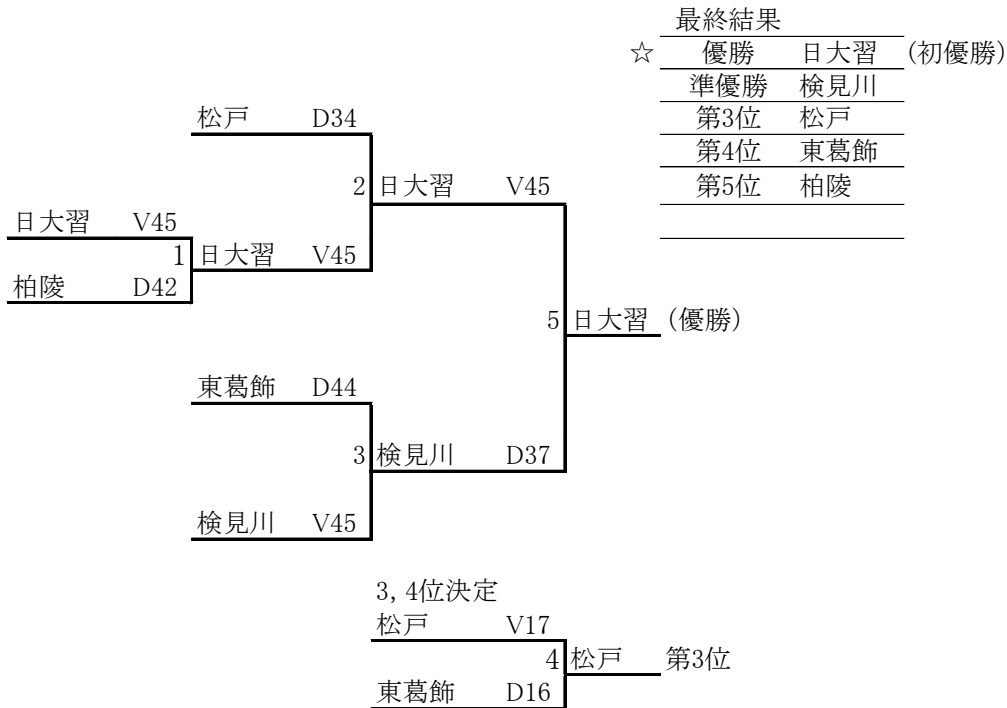 最終結果
☆ 優勝 日大習 (初優勝)
準優勝 検見川
松戸 D34
第3位 松戸
第4位 東葛飾
2 日大習 V45
第5位 柏陵
日大習 V45
1 日大習 V45
柏陵 D42
5 日大習 (優勝)
東葛飾 D44
3 検見川 D37
検見川 V45
3, 4位決定
松戸 V17
4 松戸 第3位
東葛飾 D16